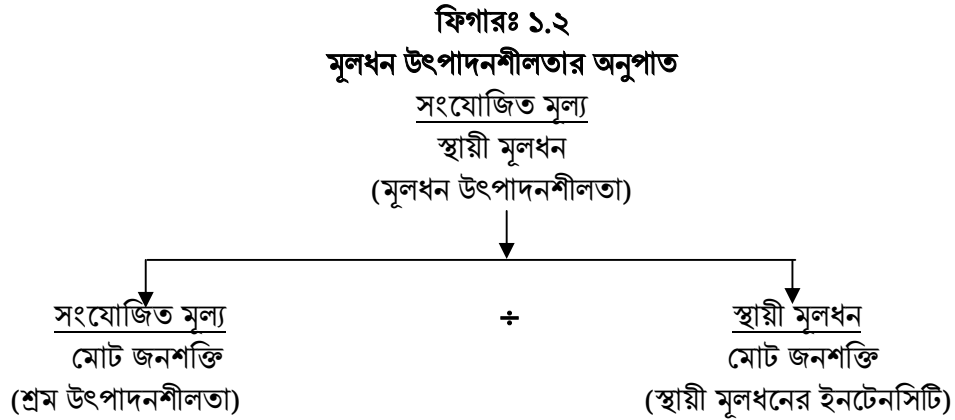 ফিগারঃ ১.২
মূলধন উৎপাদনশীলতার অনুপাত
সংযোজিত মূল্য
স্থায়ী মূলধন
(মূলধন উৎপাদনশীলতা)
সংযোজিত মূল্য ÷ স্থায়ী মূলধন
মোট জনশক্তি মোট জনশক্তি
(শ্রম উৎপাদনশীলতা) (স্থায়ী মূলধনের ইনটেনসিটি)